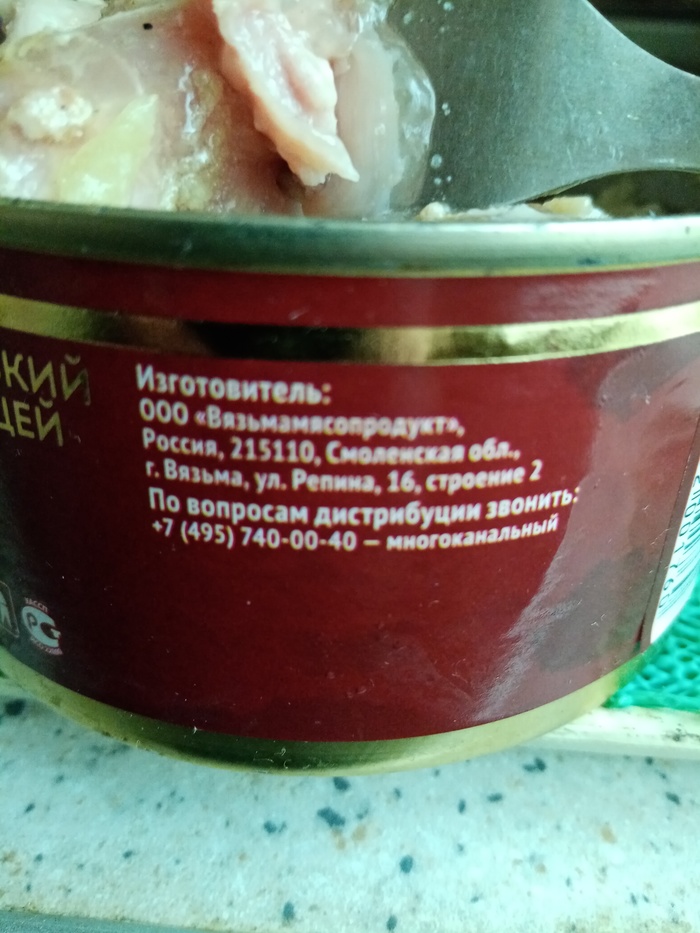 Изготовитель:
ООО «Вязьмамясопродукт»,
Россия, 215110, Смоленская обл.,
г. Вязьма, ул. Репина, 16, строение 2
По вопросам дистрибуции звонить:
+7 (495) 740-00-40 — многоканальный